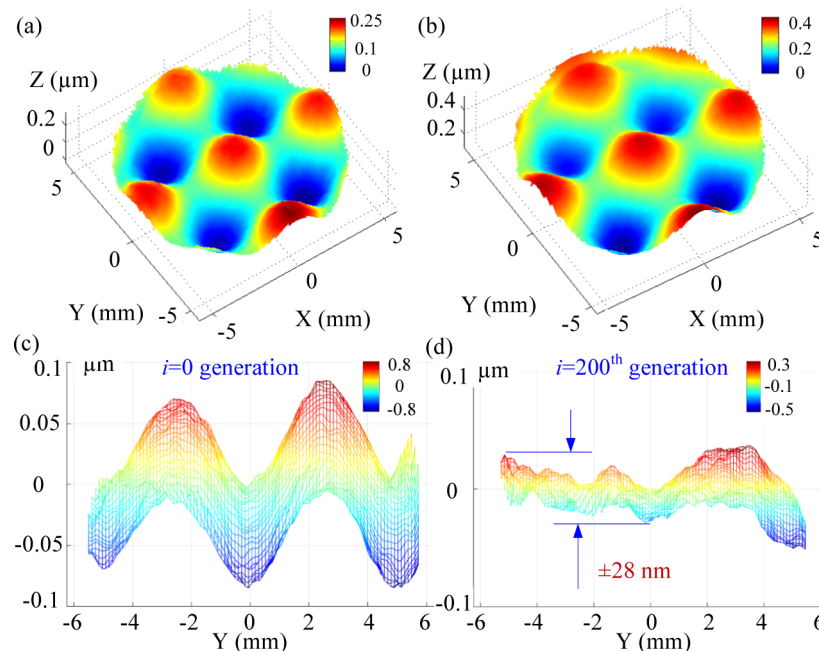 (a)
0.25
0.1
0
Z (μm)
0.2
0
5
0
-5
Y (mm)
-5
0
5
X (mm)
(b)
0.4
0.2
0
Z (μm)
0.4
0.2
5
0
-5
Y (mm)
-5
0
5
X (mm)
(c)
0.1
μm
i=0 generation
0.8
0
-0.8
0.05
0
-0.05
-0.1
-6 -4 -2 0 2 4 6
Y (mm)
(d)
0.1
μm
i=200th generation
0.3
-0.1
-0.5
0
±28 nm
-0.1
-6 -4 -2 0 2 4 6
Y (mm)